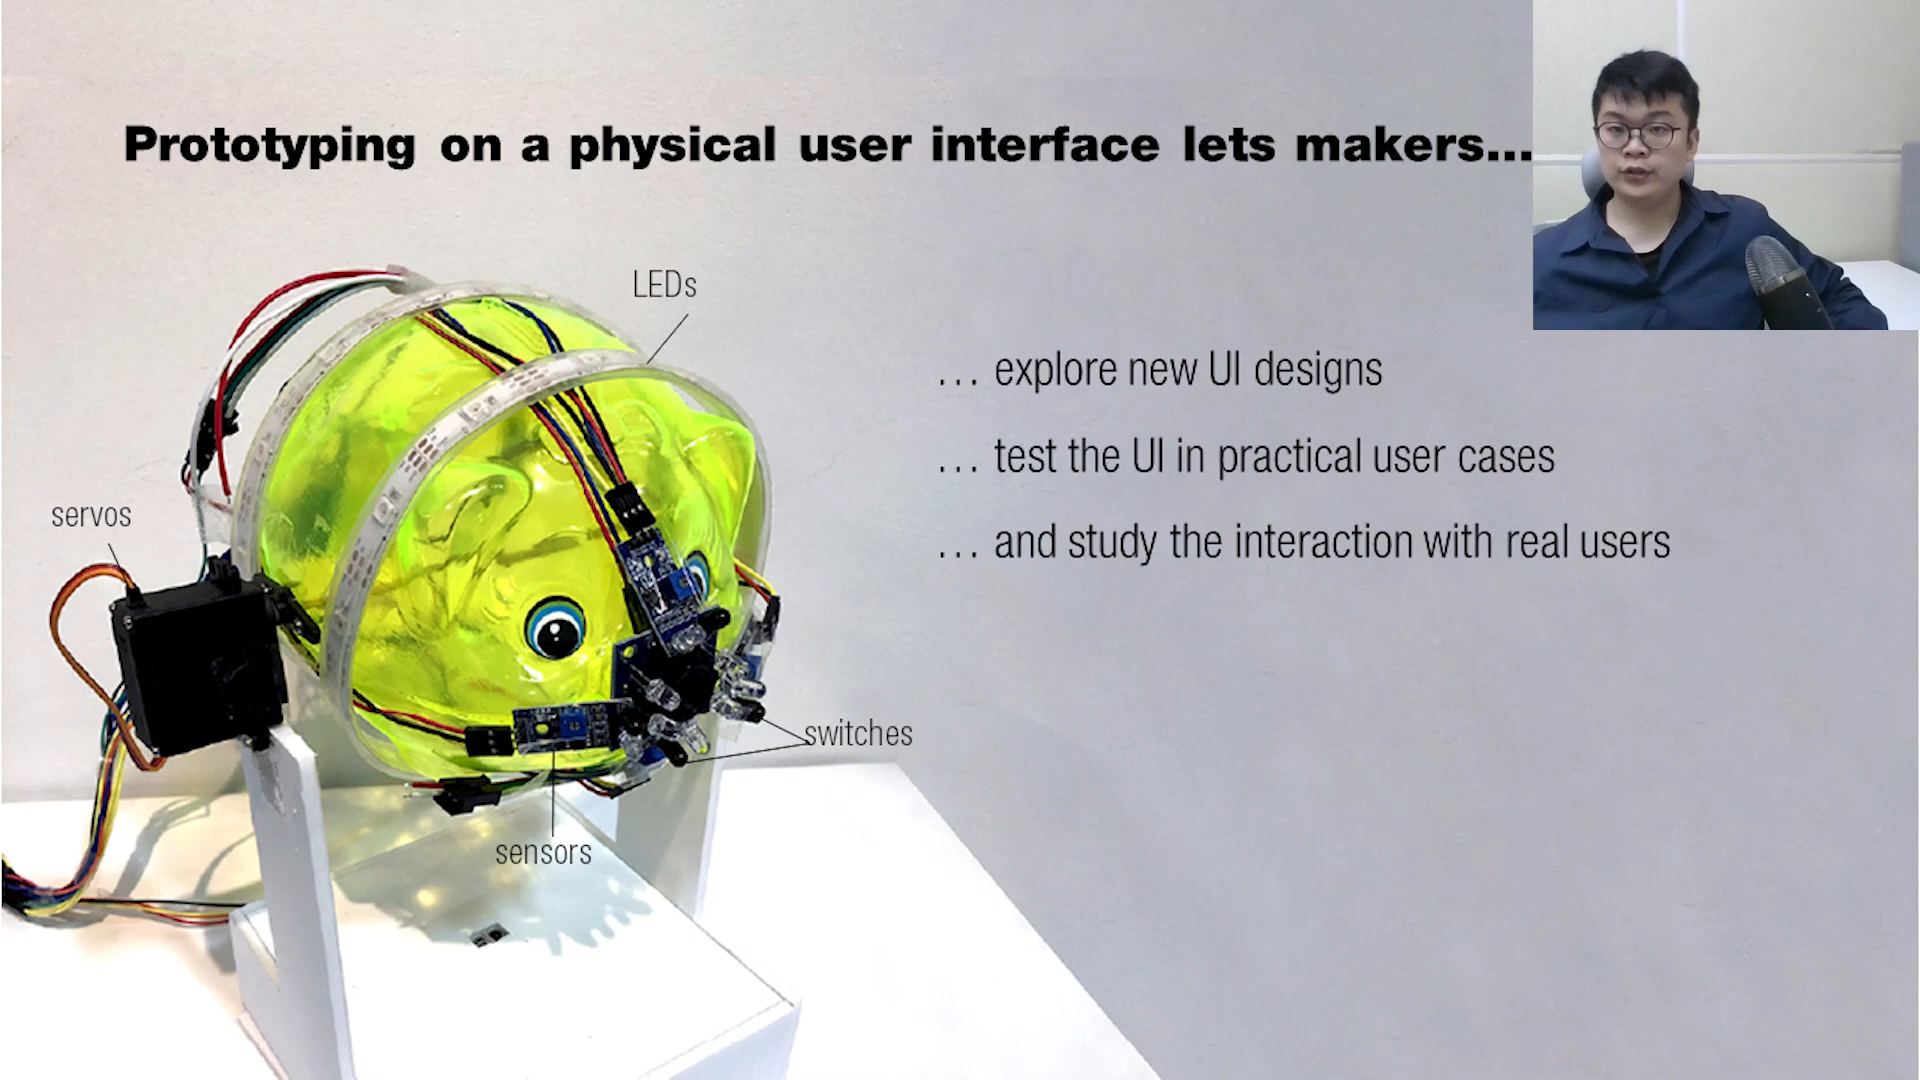 Prototyping on a physical user interface lets makers...
LEDs
... explore new UI designs
... test the UI in practical user cases
servos
... and study the interaction with real users
switches
sensors